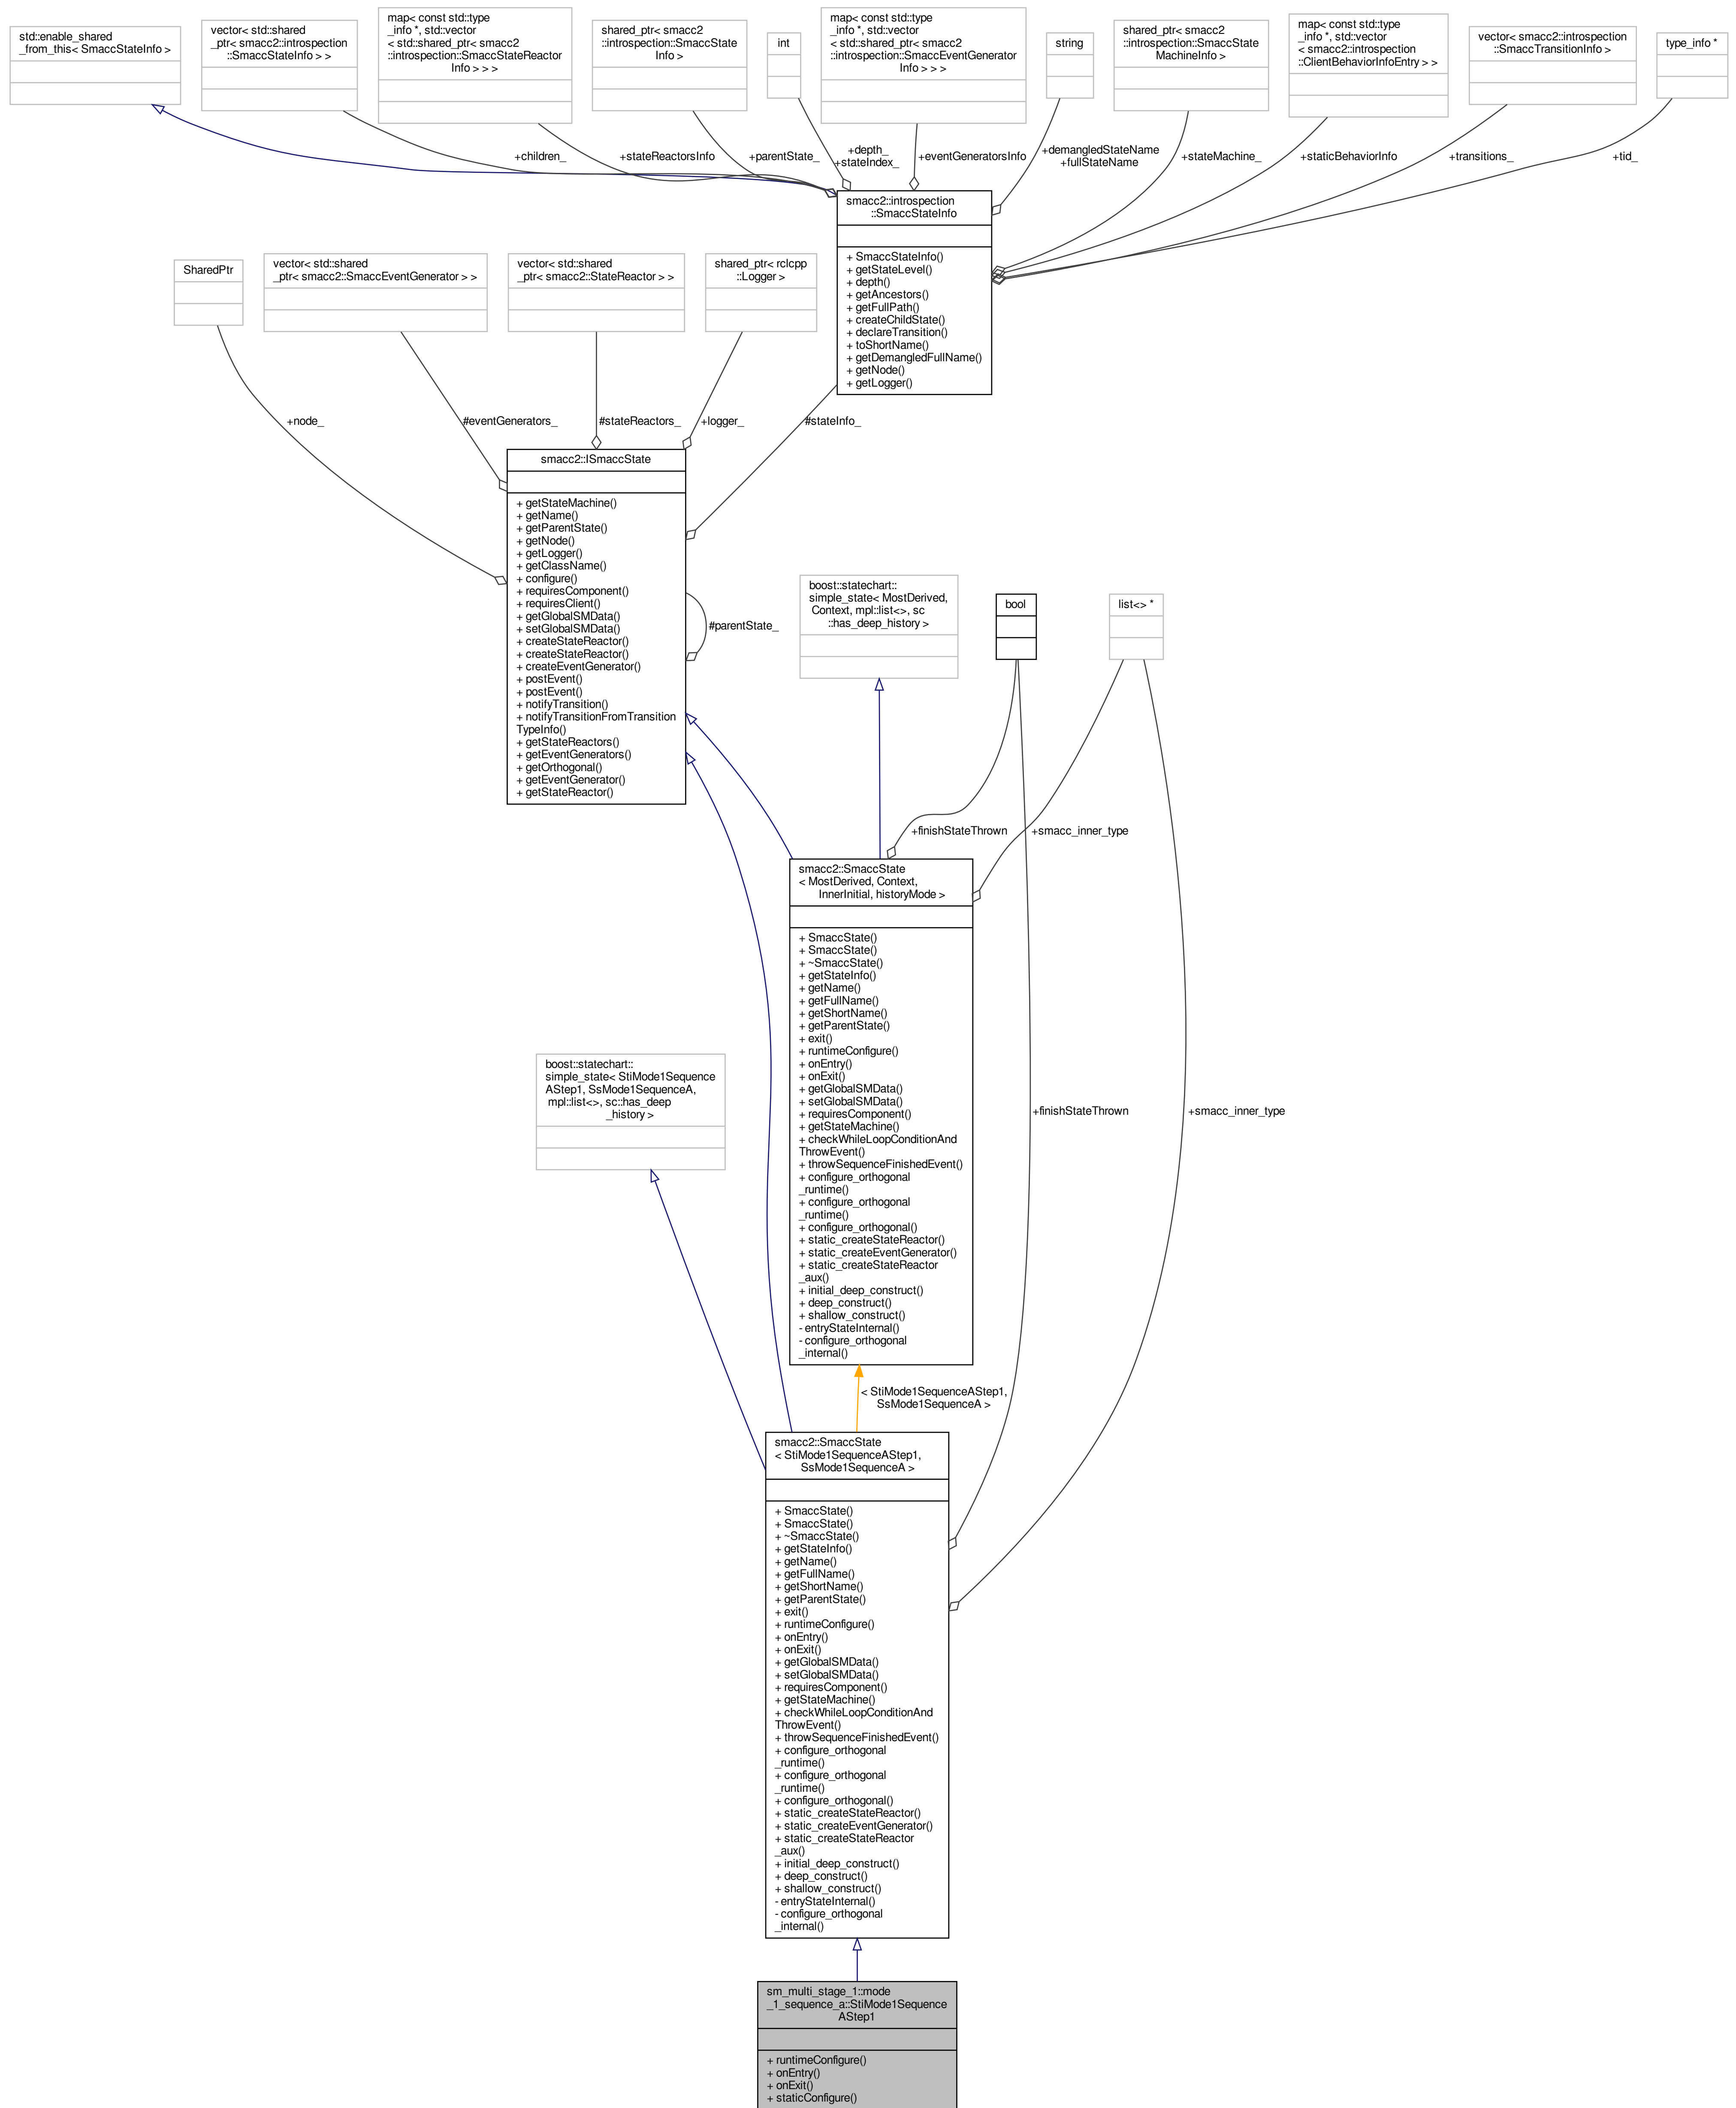 std::enable_shared
_from_this< SmaccStateInfo >
vector< std::shared
_ptr< smacc2::introspection
::SmaccStateInfo > >
map< const std::type
_info *, std::vector
< std::shared_ptr< smacc2
::introspection::SmaccStateReactor
Info > > >
shared_ptr< smacc2
::introspection::SmaccState
Info >
int
map< const std::type
_info *, std::vector
< std::shared_ptr< smacc2
::introspection::SmaccEventGenerator
Info > > >
string
shared_ptr< smacc2
::introspection::SmaccState
MachineInfo >
map< const std::type
_info *, std::vector
< smacc2::introspection
::ClientBehaviorInfoEntry > >
vector< smacc2::introspection
::SmaccTransitionInfo >
type_info *
+children_
+stateReactorsInfo
+parentState_
+depth_
+stateIndex_
+eventGeneratorsInfo
+demangledStateName
+fullStateName
+stateMachine_
+staticBehaviorInfo
+transitions_
+tid_
smacc2::introspection
::SmaccStateInfo
+ SmaccStateInfo()
+ getStateLevel()
+ depth()
+ getAncestors()
+ getFullPath()
+ createChildState()
+ declareTransition()
+ toShortName()
+ getDemangledFullName()
+ getNode()
+ getLogger()
SharedPtr
vector< std::shared
_ptr< smacc2::SmaccEventGenerator > >
vector< std::shared
_ptr< smacc2::StateReactor > >
shared_ptr< rclcpp
::Logger >
+node_
#eventGenerators_
#stateReactors_
+logger_
#stateInfo_
smacc2::ISmaccState
+ getStateMachine()
+ getName()
+ getParentState()
+ getNode()
+ getLogger()
+ getClassName()
+ configure()
+ requiresComponent()
+ requiresClient()
+ getGlobalSMData()
+ setGlobalSMData()
+ createStateReactor()
+ createStateReactor()
+ createEventGenerator()
+ postEvent()
+ postEvent()
+ notifyTransition()
+ notifyTransitionFromTransition
TypeInfo()
+ getStateReactors()
+ getEventGenerators()
+ getOrthogonal()
+ getEventGenerator()
+ getStateReactor()
#parentState_
boost::statechart::
simple_state< MostDerived,
Context, mpl::list<>, sc
::has_deep_history >
bool
list<> *
+finishStateThrown
+smacc_inner_type
smacc2::SmaccState
< MostDerived, Context,
InnerInitial, historyMode >
+ SmaccState()
+ SmaccState()
+ ~SmaccState()
+ getStateInfo()
+ getName()
+ getFullName()
+ getShortName()
+ getParentState()
+ exit()
+ runtimeConfigure()
+ onEntry()
+ onExit()
+ getGlobalSMData()
+ setGlobalSMData()
+ requiresComponent()
+ getStateMachine()
+ checkWhileLoopConditionAnd
ThrowEvent()
+ throwSequenceFinishedEvent()
+ configure_orthogonal
_runtime()
+ configure_orthogonal
_runtime()
+ configure_orthogonal()
+ static_createStateReactor()
+ static_createEventGenerator()
+ static_createStateReactor
_aux()
+ initial_deep_construct()
+ deep_construct()
+ shallow_construct()
- entryStateInternal()
- configure_orthogonal
_internal()
boost::statechart::
simple_state< StiMode1Sequence
AStep1, SsMode1SequenceA,
mpl::list<>, sc::has_deep
_history >
+finishStateThrown
+smacc_inner_type
< StiMode1SequenceAStep1,
SsMode1SequenceA >
smacc2::SmaccState
< StiMode1SequenceAStep1,
SsMode1SequenceA >
+ SmaccState()
+ SmaccState()
+ ~SmaccState()
+ getStateInfo()
+ getName()
+ getFullName()
+ getShortName()
+ getParentState()
+ exit()
+ runtimeConfigure()
+ onEntry()
+ onExit()
+ getGlobalSMData()
+ setGlobalSMData()
+ requiresComponent()
+ getStateMachine()
+ checkWhileLoopConditionAnd
ThrowEvent()
+ throwSequenceFinishedEvent()
+ configure_orthogonal
_runtime()
+ configure_orthogonal
_runtime()
+ configure_orthogonal()
+ static_createStateReactor()
+ static_createEventGenerator()
+ static_createStateReactor
_aux()
+ initial_deep_construct()
+ deep_construct()
+ shallow_construct()
- entryStateInternal()
- configure_orthogonal
_internal()
sm_multi_stage_1::mode
_1_sequence_a::StiMode1Sequence
AStep1
+ runtimeConfigure()
+ onEntry()
+ onExit()
+ staticConfigure()